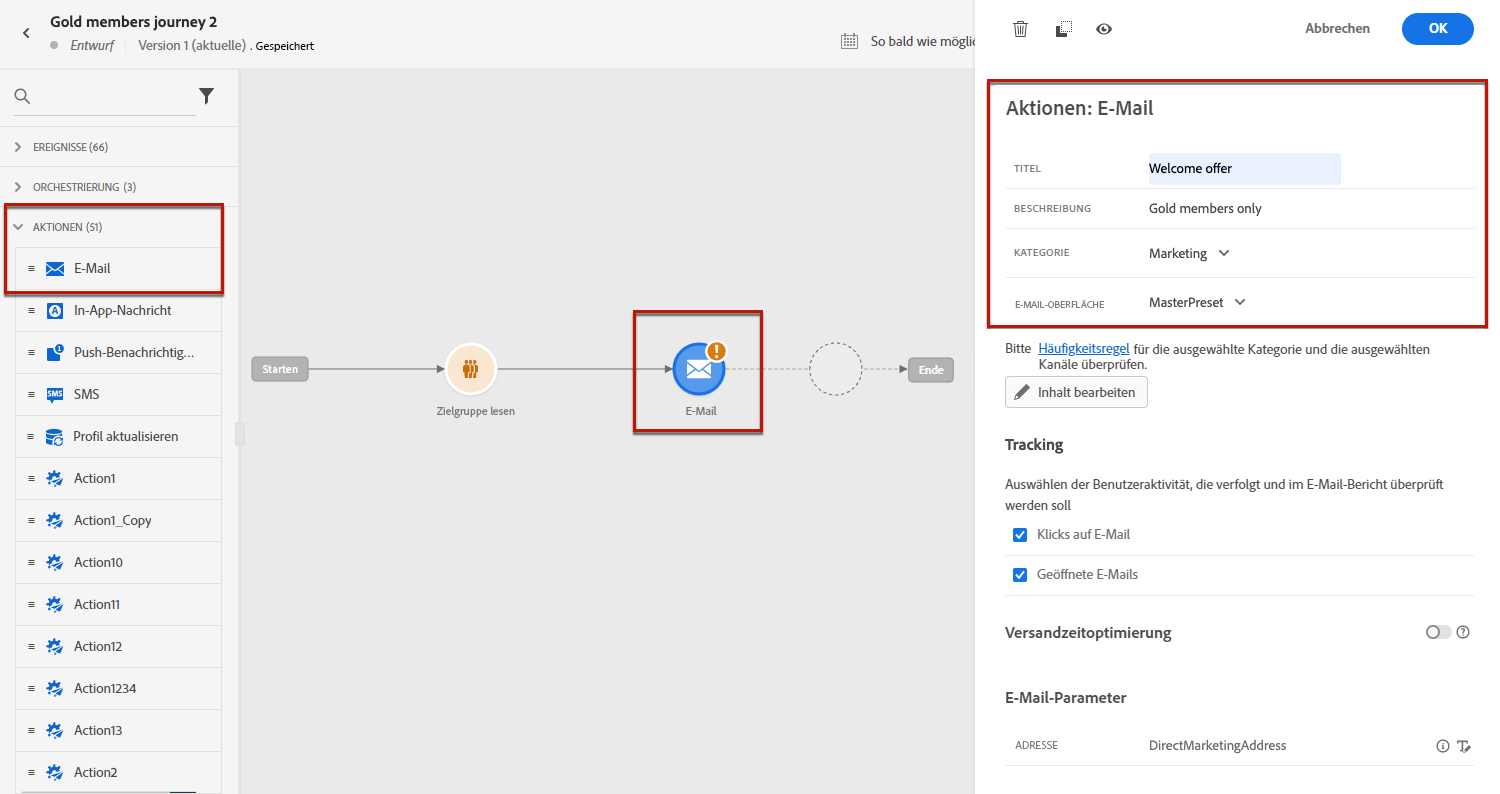 Gold members journey 2
Entwurf Version 1 (aktuelle) . Gespeichert
So bald wie möglic
Abbrechen
OK
EREIGNISSE (66)
ORCHESTRIERUNG (3)
AKTIONEN (51)
E-Mail
In-App-Nachricht
Push-Benachrichtig...
SMS
Profil aktualisieren
Action1
Action1_Copy
Action10
Action11
Action12
Action1234
Action13
Action2
Starten
Zielgruppe lesen
E-Mail
Ende
Aktionen: E-Mail
TITEL Welcome offer
BESCHREIBUNG Gold members only
KATEGORIE Marketing
E-MAIL-OBERFLÄCHE MasterPreset
Bitte Häufigkeitsregel für die ausgewählte Kategorie und die ausgewählten
Kanäle überprüfen.
Inhalt bearbeiten
Tracking
Auswählen der Benutzeraktivität, die verfolgt und im E-Mail-Bericht überprüft
werden soll
Klicks auf E-Mail
Geöffnete E-Mails
Versandzeitoptimierung
E-Mail-Parameter
ADRESSE DirectMarketingAddress